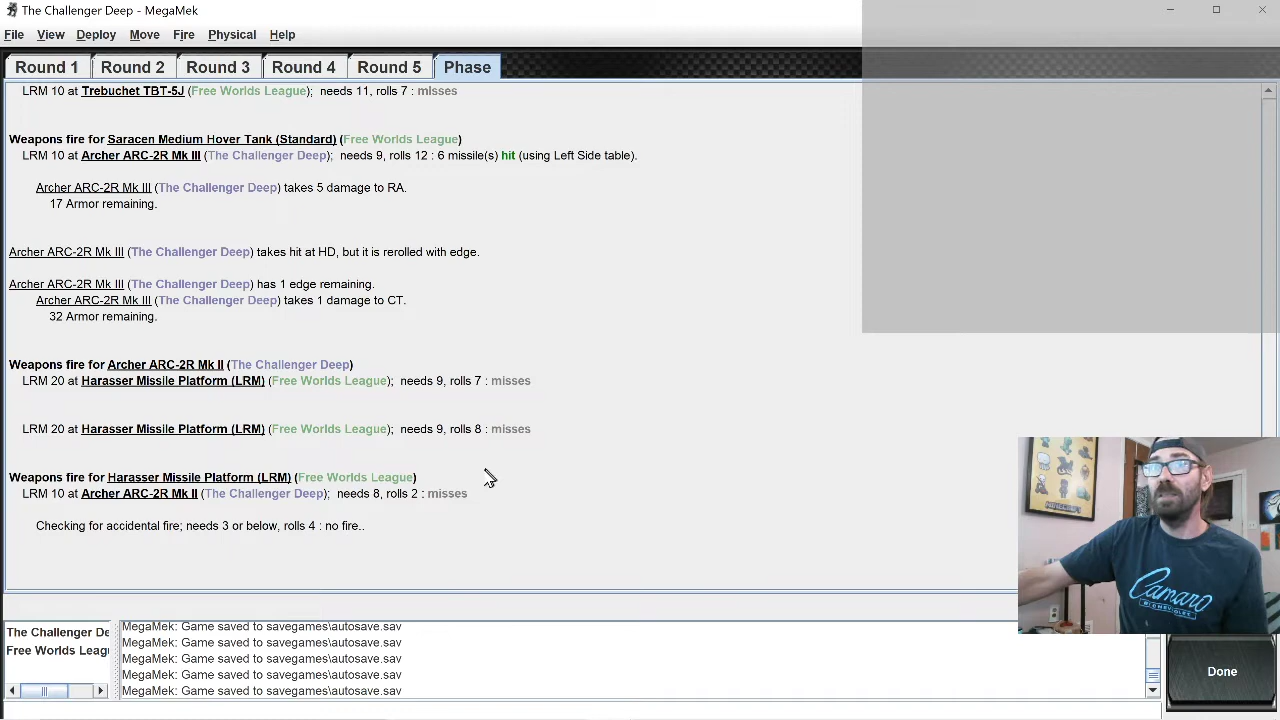 The Challenger Deep - MegaMek
File View Deploy Move Fire Physical Help
Round 1 Round 2 Round 3 Round 4 Round 5 Phase
LRM 10 at Trebuchet TBT-5J (Free Worlds League); needs 11, rolls 7 : misses
Weapons fire for Saracen Medium Hover Tank (Standard) (Free Worlds League)
LRM 10 at Archer ARC-2R Mk III (The Challenger Deep); needs 9, rolls 12 : 6 missile(s) hit (using Left Side table).
Archer ARC-2R Mk III (The Challenger Deep) takes 5 damage to RA.
17 Armor remaining.
Archer ARC-2R Mk III (The Challenger Deep) takes hit at HD, but it is rerolled with edge.
Archer ARC-2R Mk III (The Challenger Deep) has 1 edge remaining.
Archer ARC-2R Mk III (The Challenger Deep) takes 1 damage to CT.
32 Armor remaining.
Weapons fire for Archer ARC-2R Mk II (The Challenger Deep)
LRM 20 at Harasser Missile Platform (LRM) (Free Worlds League); needs 9, rolls 7 : misses
LRM 20 at Harasser Missile Platform (LRM) (Free Worlds League); needs 9, rolls 8 : misses
Weapons fire for Harasser Missile Platform (LRM) (Free Worlds League)
LRM 10 at Archer ARC-2R Mk II (The Challenger Deep); needs 8, rolls 2 : misses
Checking for accidental fire; needs 3 or below, rolls 4 : no fire..
Camaro
BY CHEVROLET
The Challenger De
Free Worlds Leagu
MegaMek: Game saved to savegames\autosave.sav
MegaMek: Game saved to savegames\autosave.sav
MegaMek: Game saved to savegames\autosave.sav
MegaMek: Game saved to savegames\autosave.sav
MegaMek: Game saved to savegames\autosave.sav
Done